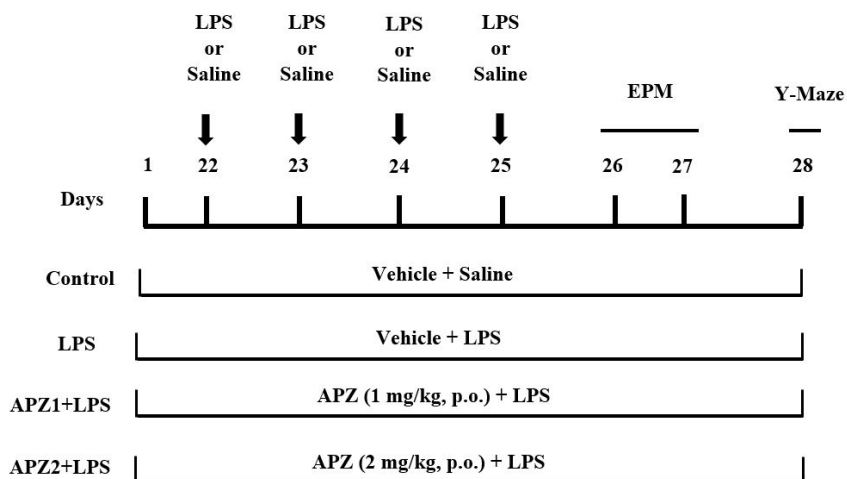 LPS LPS LPS LPS
or or or or
Saline Saline Saline Saline
EPM Y-Maze
1 22 23 24 25 26 27 28
Days
Control Vehicle + Saline
LPS Vehicle + LPS
APZ1+LPS APZ (1 mg/kg, p.o.) + LPS
APZ2+LPS APZ (2 mg/kg, p.o.) + LPS